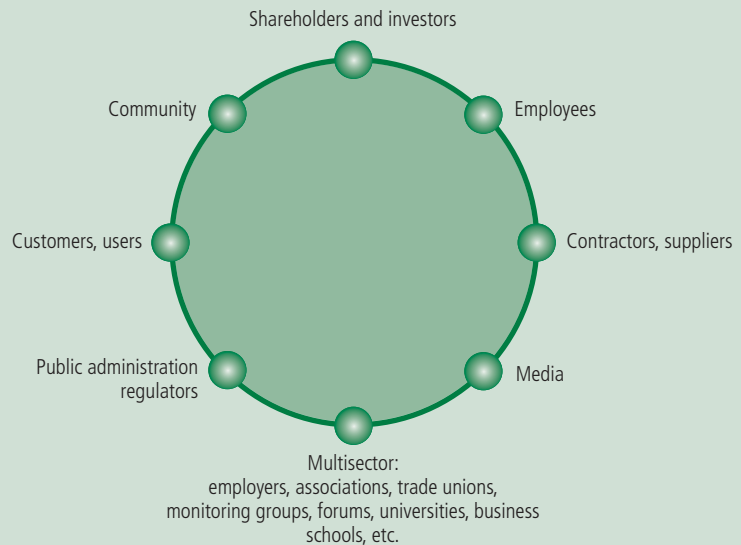 Shareholders and investors
Community
Employees
Customers, users
Contractors, suppliers
Public administration
regulators
Media
Multisector:
employers, associations, trade unions,
monitoring groups, forums, universities, business
schools, etc.